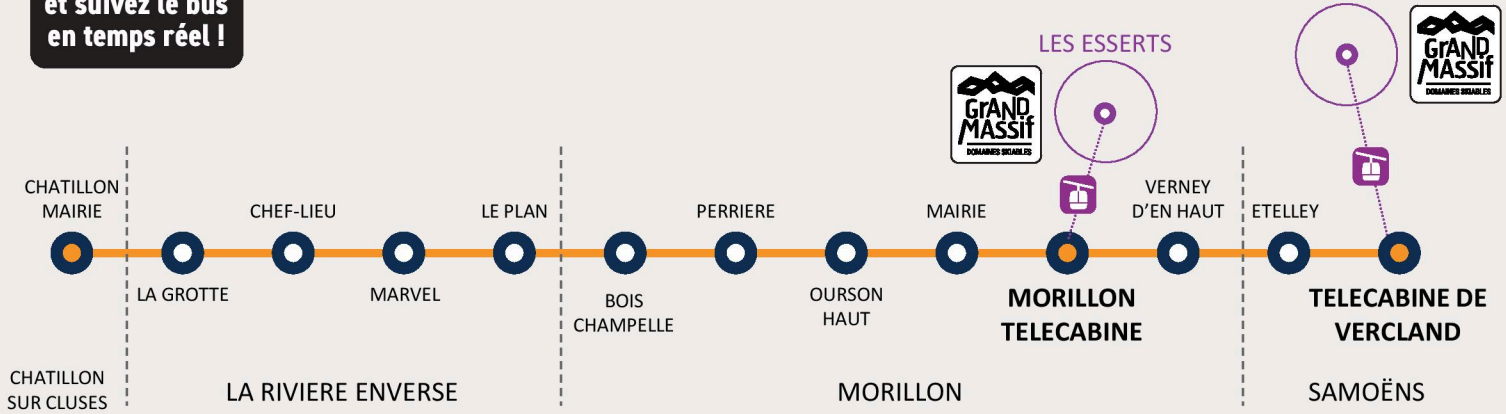 et suivez le bus
en temps réel !
LES ESSERTS
GRAND
MASSIF
DOMAINES SKIABLES
GRAND
MASSIF
DOMAINES SKIABLES
CHATILLON
MAIRIE
LA GROTTE
CHEF-LIEU
MARVEL
LE PLAN
BOIS
CHAMPELLE
PERRIERE
OURSON
HAUT
MAIRIE
MORILLON
TELECABINE
VERNEY
D'EN HAUT
ETELLEY
TELECABINE DE
VERCLAND
CHATILLON
SUR CLUSES
LA RIVIERE ENVERSE
MORILLON
SAMOËNS